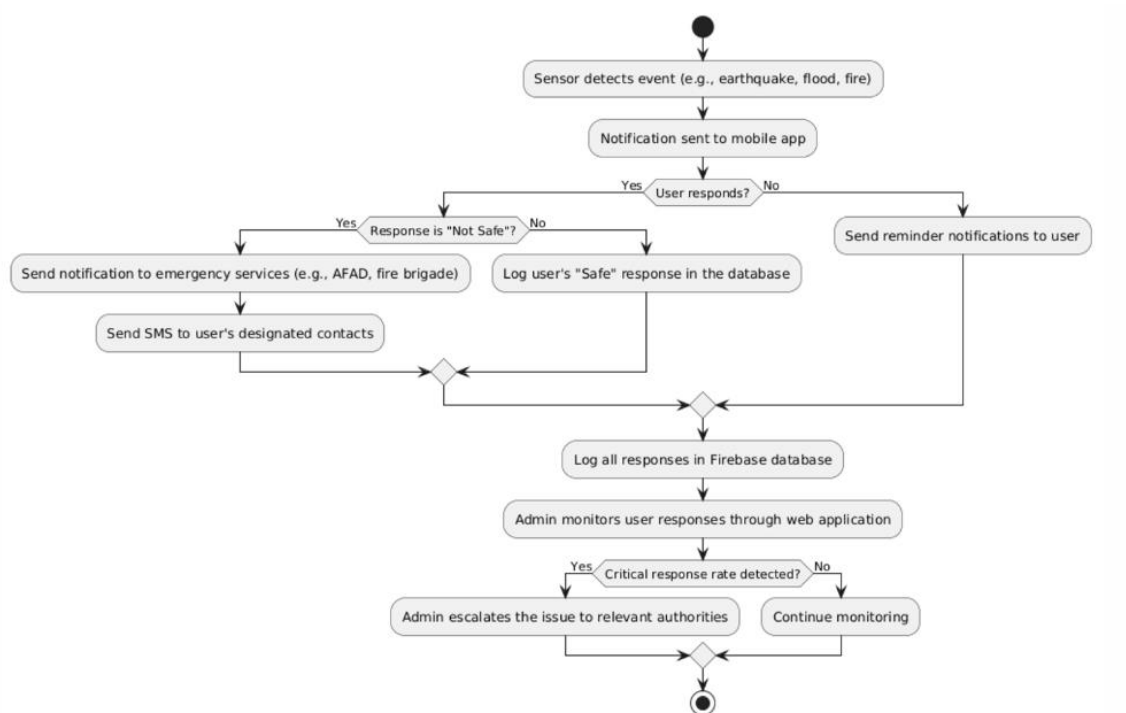 Sensor detects event (e.g., earthquake, flood, fire)
Notification sent to mobile app
Yes
User responds?
No
Yes
Response is "Not Safe"?
No
Send reminder notifications to user
Send notification to emergency services (e.g., AFAD, fire brigade)
Log user's "Safe" response in the database
Send SMS to user's designated contacts
Log all responses in Firebase database
Admin monitors user responses through web application
Yes
Critical response rate detected?
No
Admin escalates the issue to relevant authorities
Continue monitoring